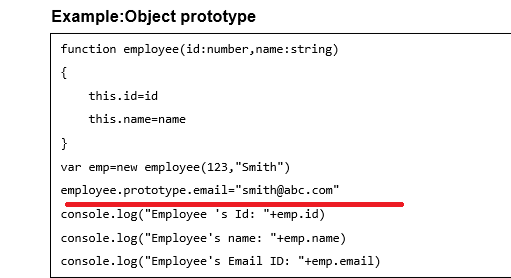 Example:Object prototype
function employee(id:number,name:string)
{
this.id=id
this.name=name
}
var emp=new employee(123,"Smith")
employee.prototype.email="smith@abc.com"
console.log("Employee 's Id: "+emp.id)
console.log("Employee's name: "+emp.name)
console.log("Employee's Email ID: "+emp.email)